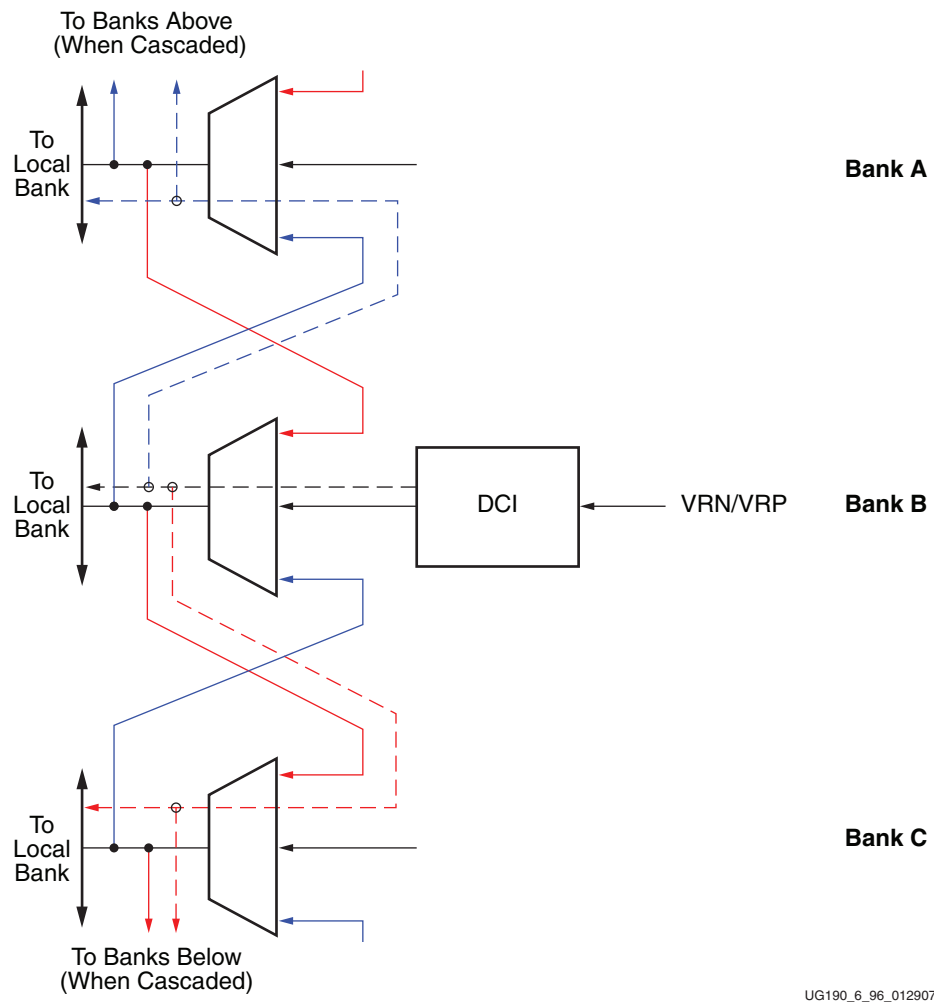 To Banks Above
(When Cascaded)
To
Local
Bank
Bank A
To
Local
Bank
DCI
VRN/VRP
Bank B
To
Local
Bank
Bank C
To Banks Below
(When Cascaded)
UG190_6_96_012907